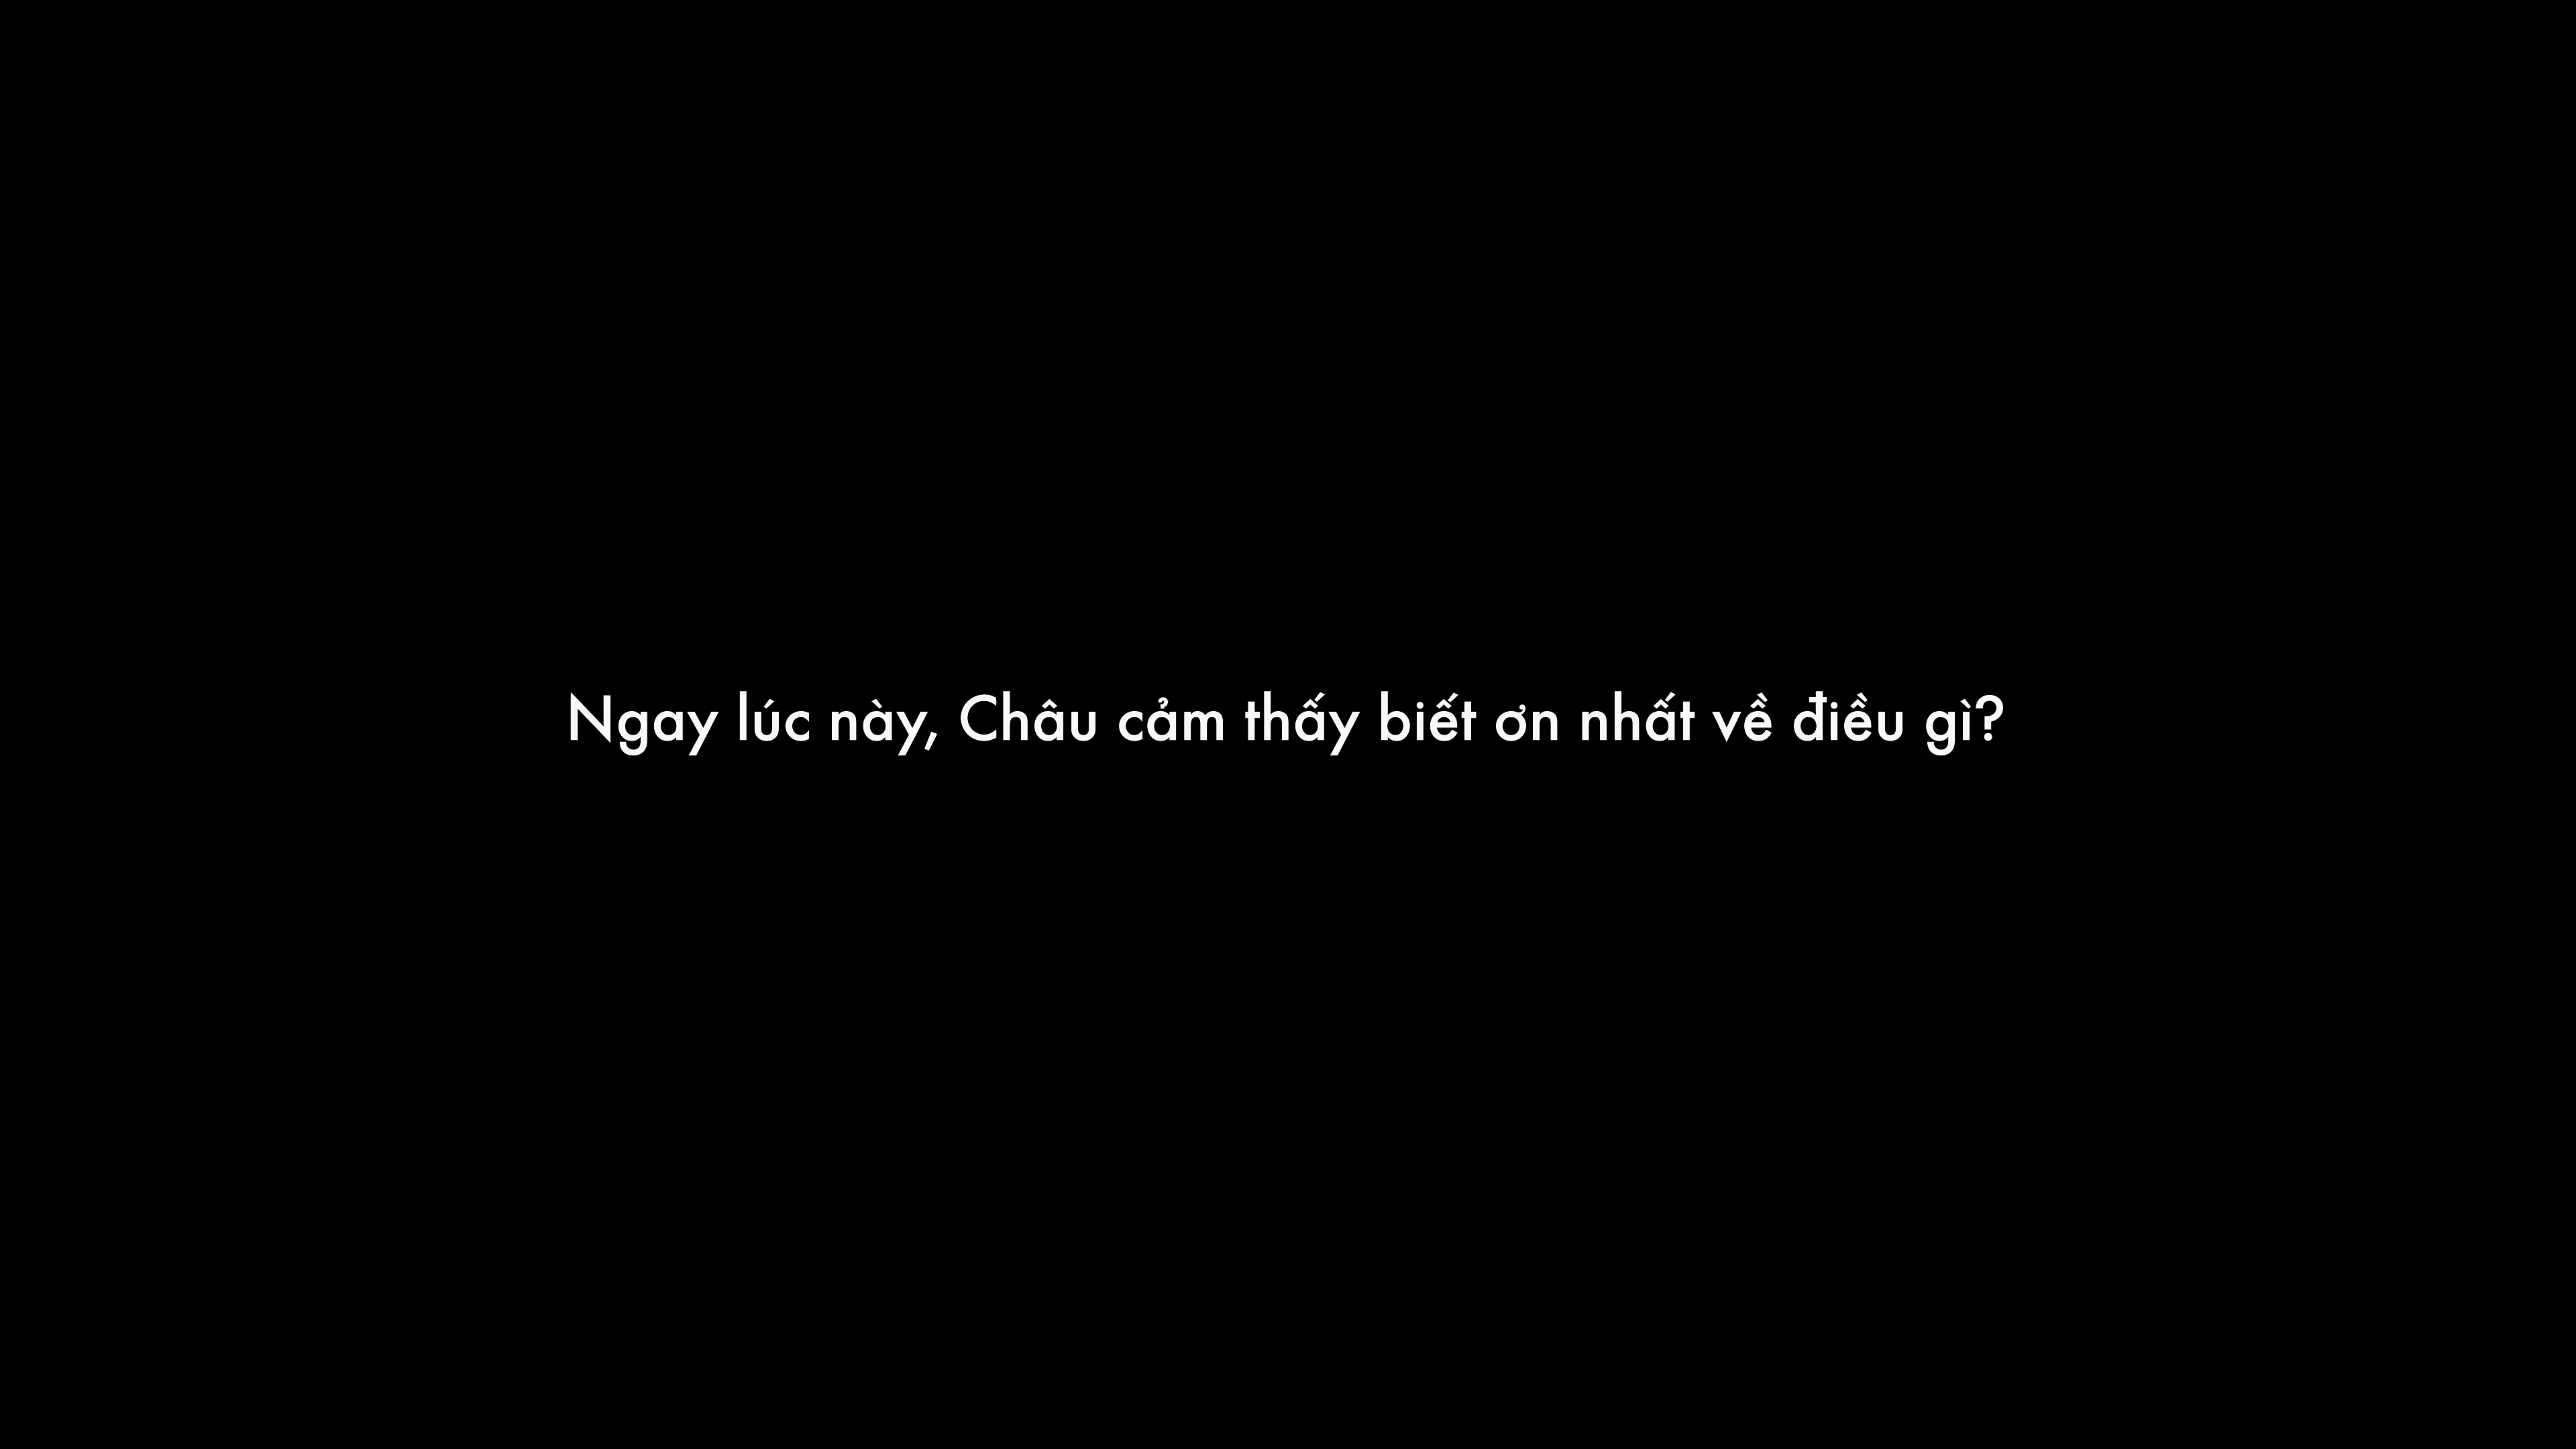 Ngay lúc này, Châu cảm thấy biết ơn nhất về điều gì?